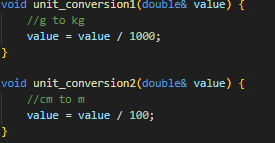 void unit_conversion1(double& value) {
    //g to kg
    value = value / 1000;
}
void unit_conversion2(double& value) {
    //cm to m
    value = value / 100;
}